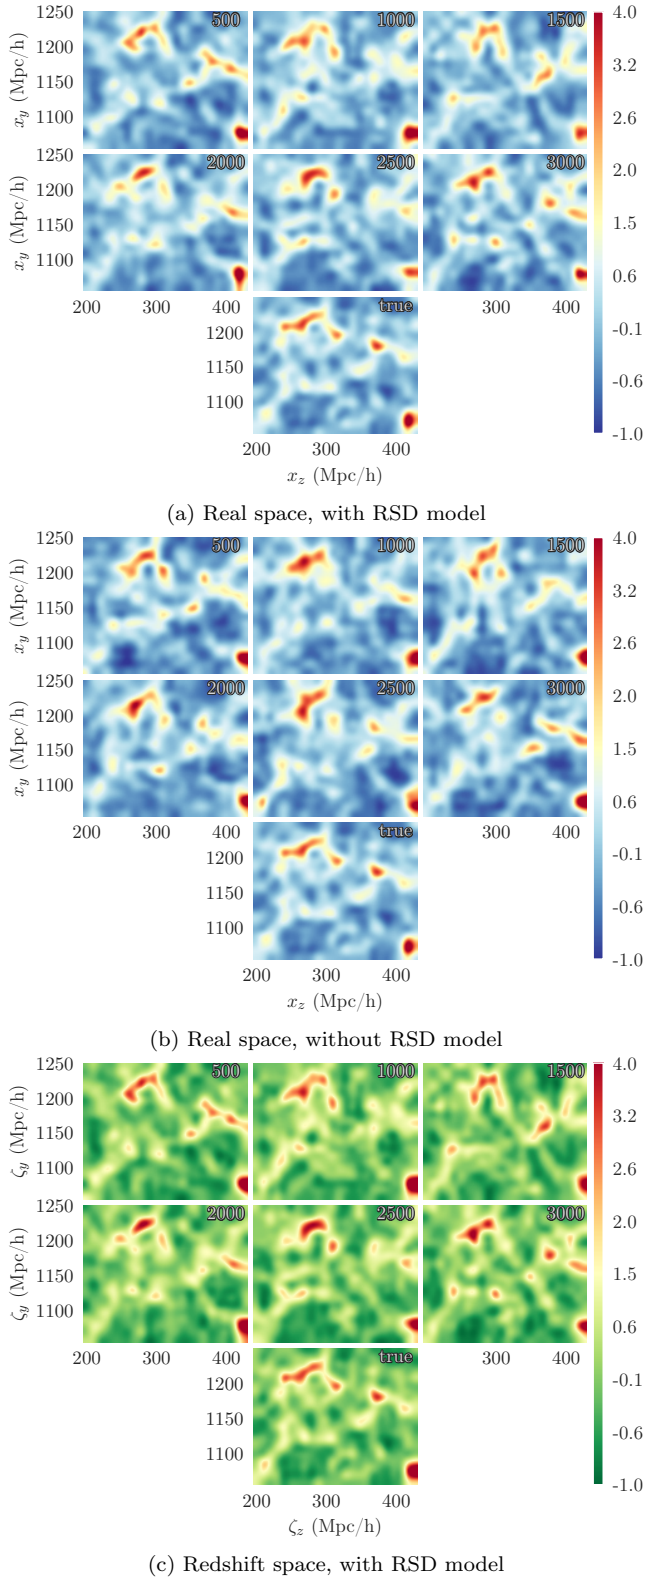 500 1000 1500
1250
1200
1150
1100
x_y (Mpc/h)
2000 2500 3000
1250
1200
1150
1100
x_y (Mpc/h)
200 300 400 300 400
true
1200
1150
1100
200 300 400
x_z (Mpc/h)
4.0
3.2
2.6
2.0
1.5
0.6
-0.1
-0.6
-1.0
(a) Real space, with RSD model
500 1000 1500
1250
1200
1150
1100
x_y (Mpc/h)
2000 2500 3000
1250
1200
1150
1100
x_y (Mpc/h)
200 300 400 300 400
true
1200
1150
1100
200 300 400
x_z (Mpc/h)
4.0
3.2
2.6
2.0
1.5
0.6
-0.1
-0.6
-1.0
(b) Real space, without RSD model
500 1000 1500
1250
1200
1150
1100
ζ_y (Mpc/h)
2000 2500 3000
1250
1200
1150
1100
ζ_y (Mpc/h)
200 300 400 300 400
true
1200
1150
1100
200 300 400
ζ_z (Mpc/h)
4.0
3.2
2.6
2.0
1.5
0.6
-0.1
-0.6
-1.0
(c) Redshift space, with RSD model